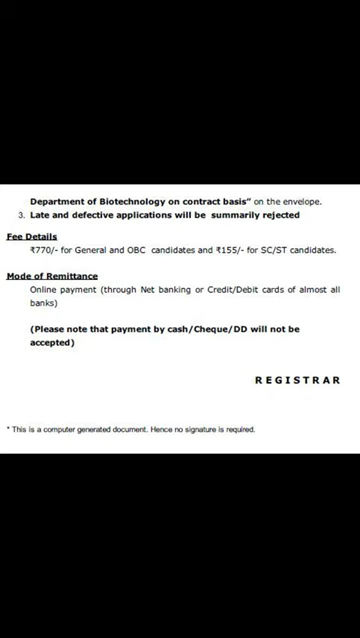 Department of Biotechnology on contract basis” on the envelope.
3. Late and defective applications will be summarily rejected
Fee Details
₹770/- for General and OBC candidates and ₹155/- for SC/ST candidates.
Mode of Remittance
Online payment (through Net banking or Credit/Debit cards of almost all
banks)
(Please note that payment by cash/Cheque/DD will not be
accepted)
REGISTRAR
* This is a computer generated document. Hence no signature is required.